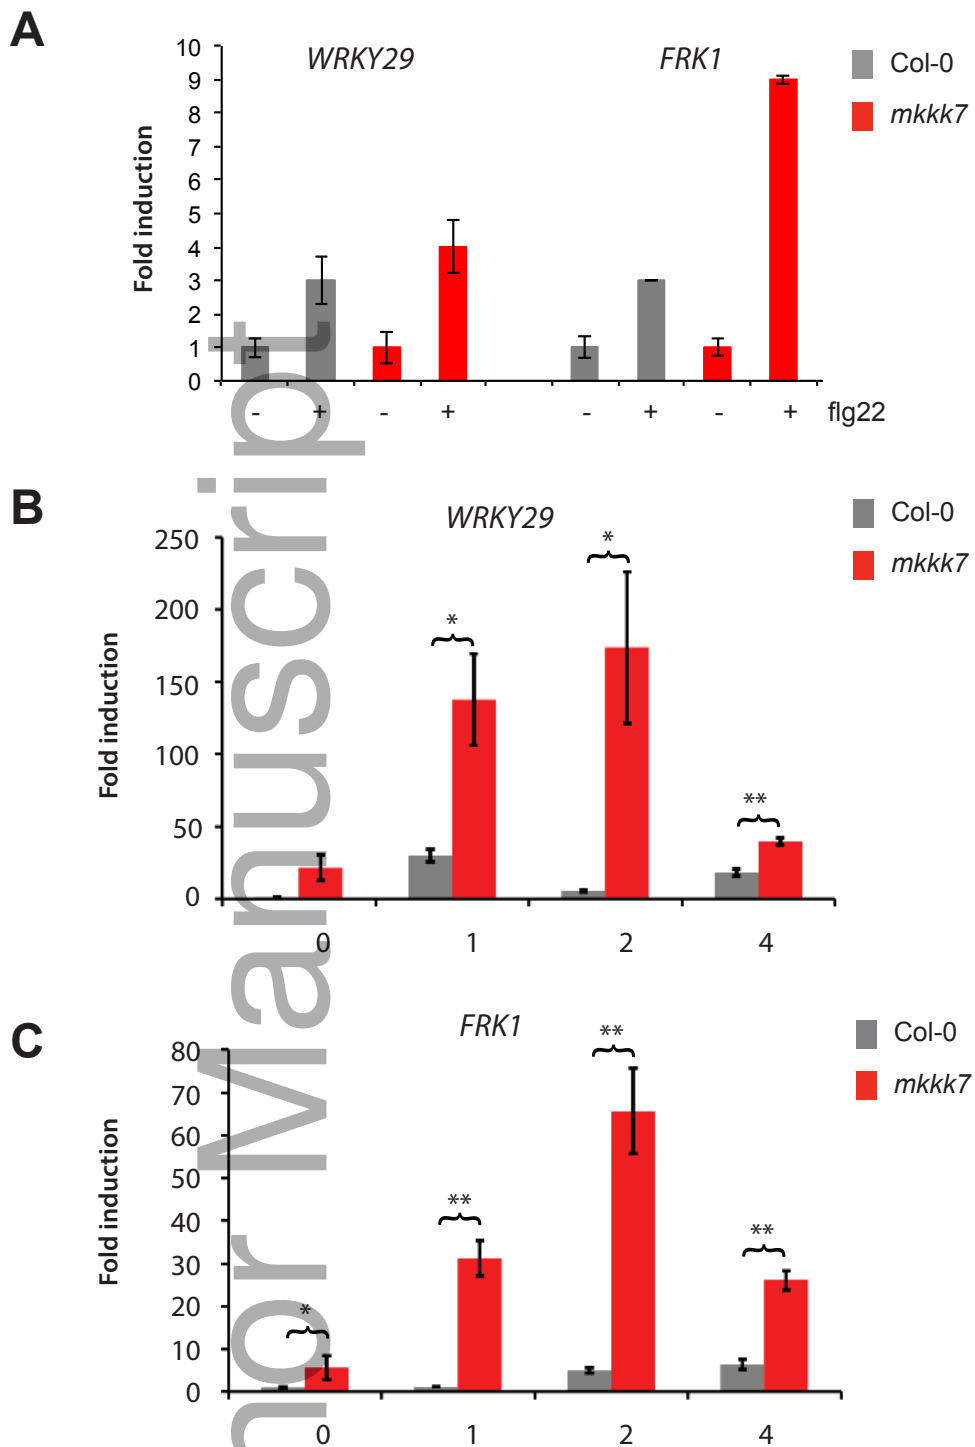 A
WRKY29
FRK1
Col-0
mkkk7
Fold induction
10
9
8
7
6
5
4
3
2
1
0
- + - + - + - + flg22
B
WRKY29
Col-0
mkkk7
Fold induction
250
200
150
100
50
0
*
*
**
0 1 2 4
C
FRK1
Col-0
mkkk7
Fold induction
80
70
60
50
40
30
20
10
0
*
**
**
**
0 1 2 4
or Manuscript